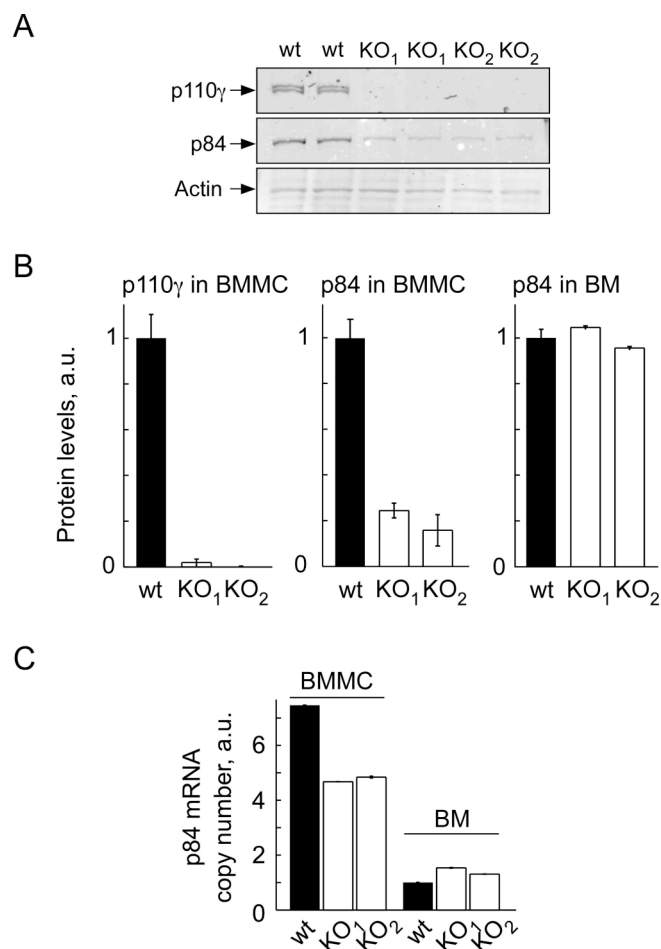 A
wt wt KO₁ KO₁ KO₂ KO₂
p110γ
p84
Actin
B
p110γ in BMMC p84 in BMMC p84 in BM
Protein levels, a.u.
1 1 1
0 0 0
wt KO₁ KO₂ wt KO₁ KO₂ wt KO₁ KO₂
C
BMMC
p84 mRNA
copy number, a.u.
6
4
BM
2
0
wt KO₁ KO₂ wt KO₁ KO₂